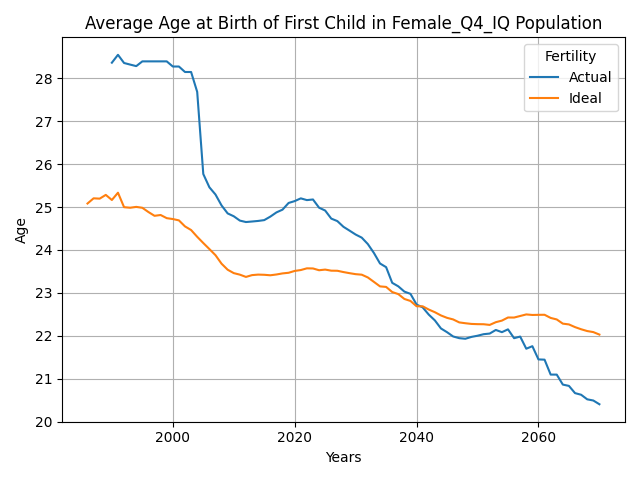 Average Age at Birth of First Child in Female_Q4_IQ Population
Fertility
Actual
Ideal
Age
28
27
26
25
24
23
22
21
20
2000
2020
2040
2060
Years